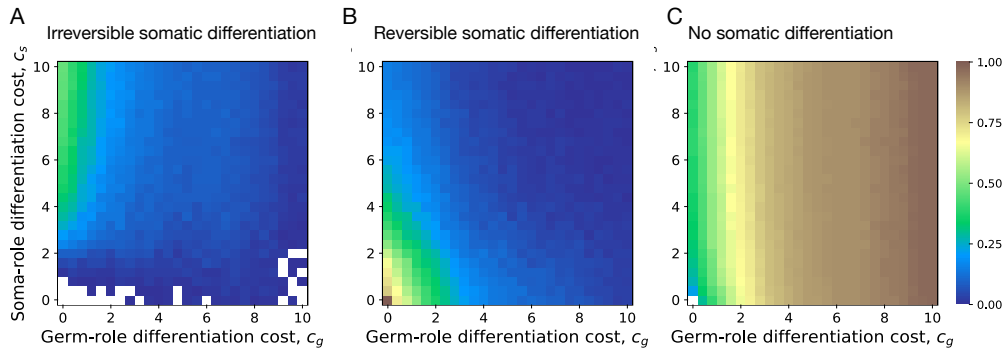 A
B
C
Irreversible somatic differentiation
Reversible somatic differentiation
No somatic differentiation
Soma-role differentiation cost, c_s
10
8
6
4
2
0
0 2 4 6 8 10
Germ-role differentiation cost, c_g
10
8
6
4
2
0
0 2 4 6 8 10
Germ-role differentiation cost, c_g
10
8
6
4
2
0
0 2 4 6 8 10
Germ-role differentiation cost, c_g
1.00
0.75
0.50
0.25
0.00